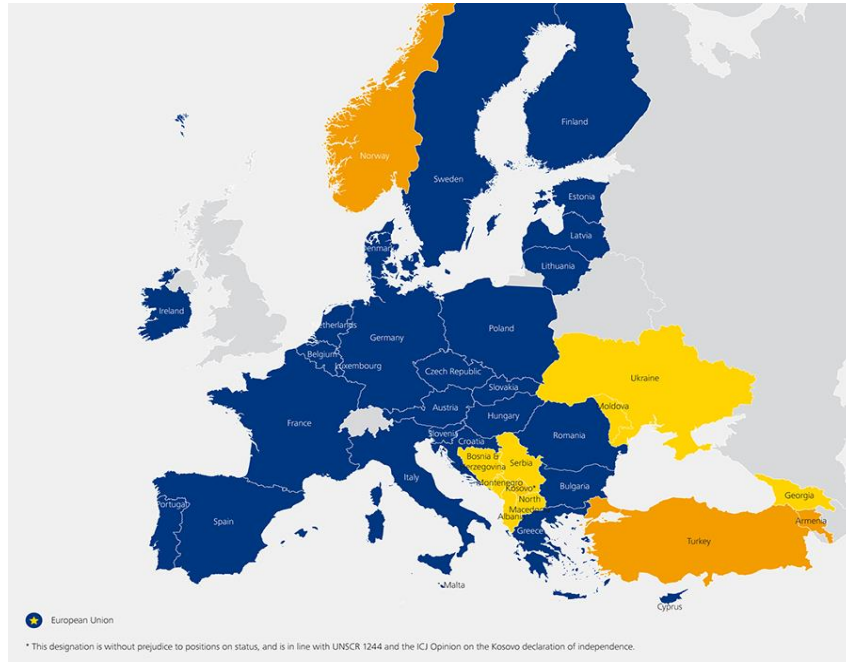 Finland
Norway
Sweden
Estonia
Latvia
Denmark
Lithuania
Ireland
Netherlands
Poland
Germany
Belgium
Luxembourg
Czech Republic
Ukraine
Slovakia
Austria
Moldova
Hungary
France
Slovenia
Romania
Croatia
Bosnia &
Herzegovina
Serbia
Italy
Montenegro
Bulgaria
Kosovo*
Georgia
North
Macedonia
Portugal
Spain
Albania
Armenia
Greece
Turkey
Malta
Cyprus
European Union
* This designation is without prejudice to positions on status, and is in line with UNSCR 1244 and the ICJ Opinion on the Kosovo declaration of independence.